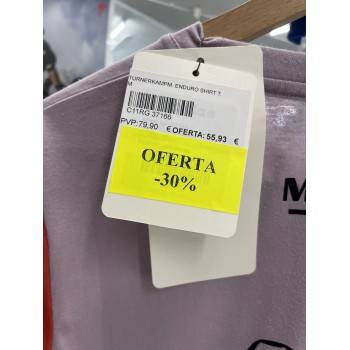 TURNERKAMPM. ENDURO SHIRT T.
M
C11RG 37166
PVP:79,90 € OFERTA: 55,93 €
OFERTA
-30%
M